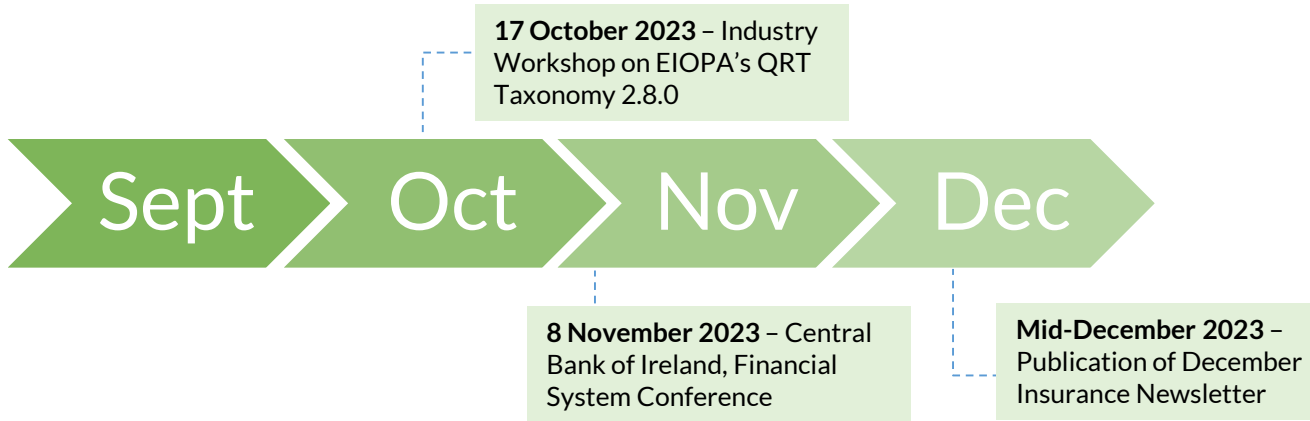 17 October 2023 – Industry
Workshop on EIOPA’s QRT
Taxonomy 2.8.0
Sept
Oct
Nov
Dec
8 November 2023 – Central
Bank of Ireland, Financial
System Conference
Mid-December 2023 –
Publication of December
Insurance Newsletter